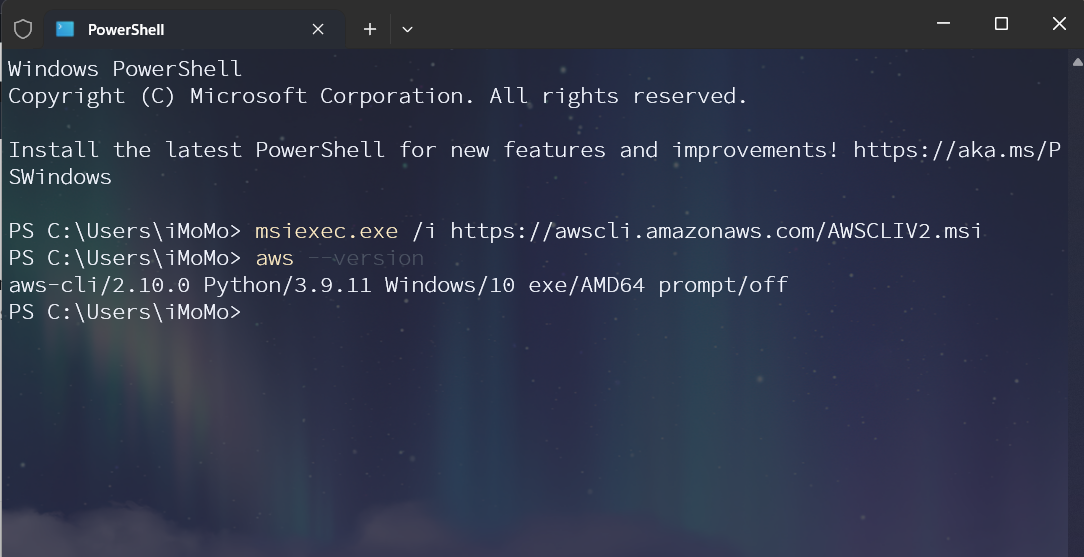 PowerShell
Windows PowerShell
Copyright (C) Microsoft Corporation. All rights reserved.
Install the latest PowerShell for new features and improvements! https://aka.ms/P
SWindows
PS C:\Users\iMoMo> msiexec.exe /i https://awscli.amazonaws.com/AWSCLIV2.msi
PS C:\Users\iMoMo> aws --version
aws-cli/2.10.0 Python/3.9.11 Windows/10 exe/AMD64 prompt/off
PS C:\Users\iMoMo>